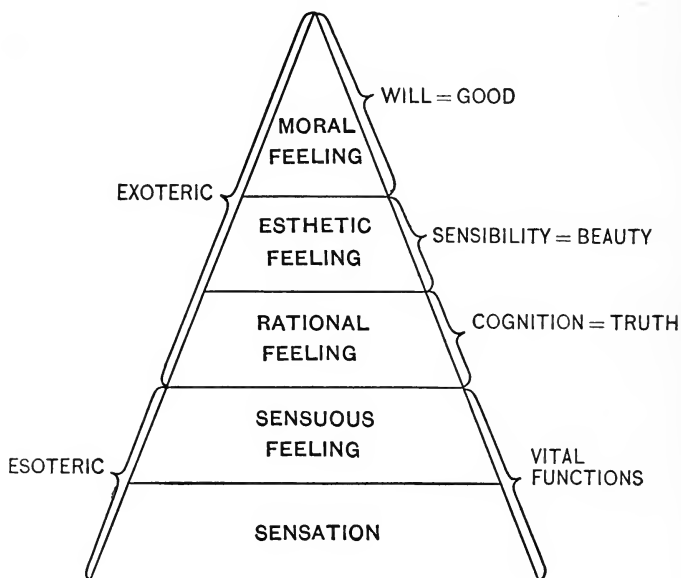 WILL = GOOD
MORAL
FEELING
EXOTERIC
ESTHETIC
FEELING
SENSIBILITY = BEAUTY
RATIONAL
FEELING
COGNITION = TRUTH
SENSUOUS
FEELING
ESOTERIC
VITAL
FUNCTIONS
SENSATION